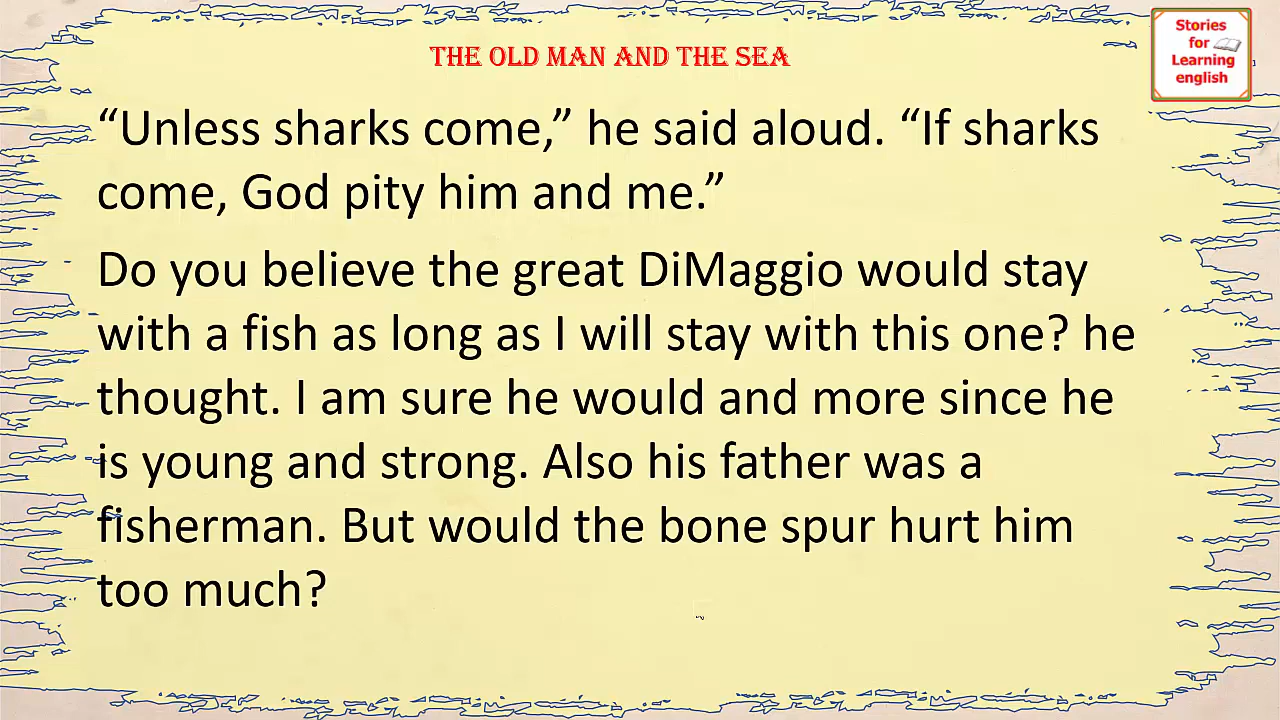 THE OLD MAN AND THE SEA
Stories
for
Learning
english
“Unless sharks come,” he said aloud. “If sharks
come, God pity him and me.”
Do you believe the great DiMaggio would stay
with a fish as long as I will stay with this one? he
thought. I am sure he would and more since he
is young and strong. Also his father was a
fisherman. But would the bone spur hurt him
too much?